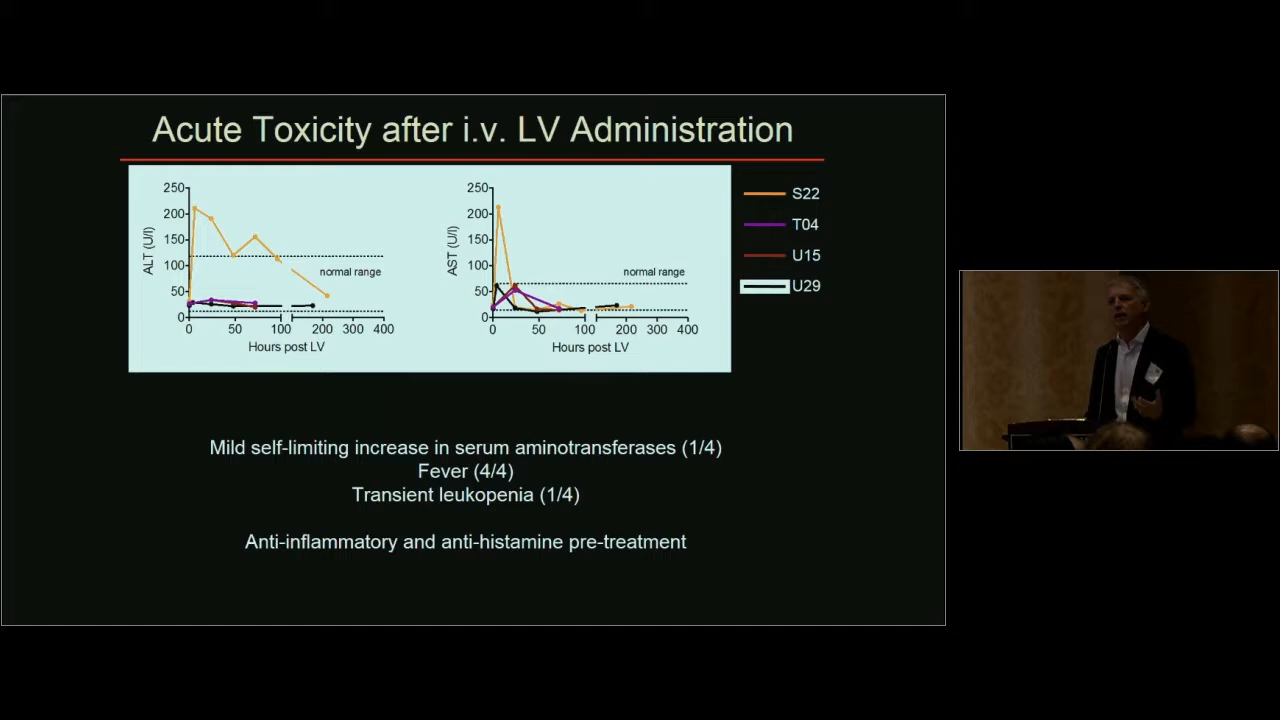 Acute Toxicity after i.v. LV Administration
250
200
150
100
50
0
ALT (U/l)
normal range
0 50 100 200 300 400
Hours post LV
250
200
150
100
50
0
AST (U/l)
normal range
0 50 100 200 300 400
Hours post LV
S22
T04
U15
U29
Mild self-limiting increase in serum aminotransferases (1/4)
Fever (4/4)
Transient leukopenia (1/4)
Anti-inflammatory and anti-histamine pre-treatment